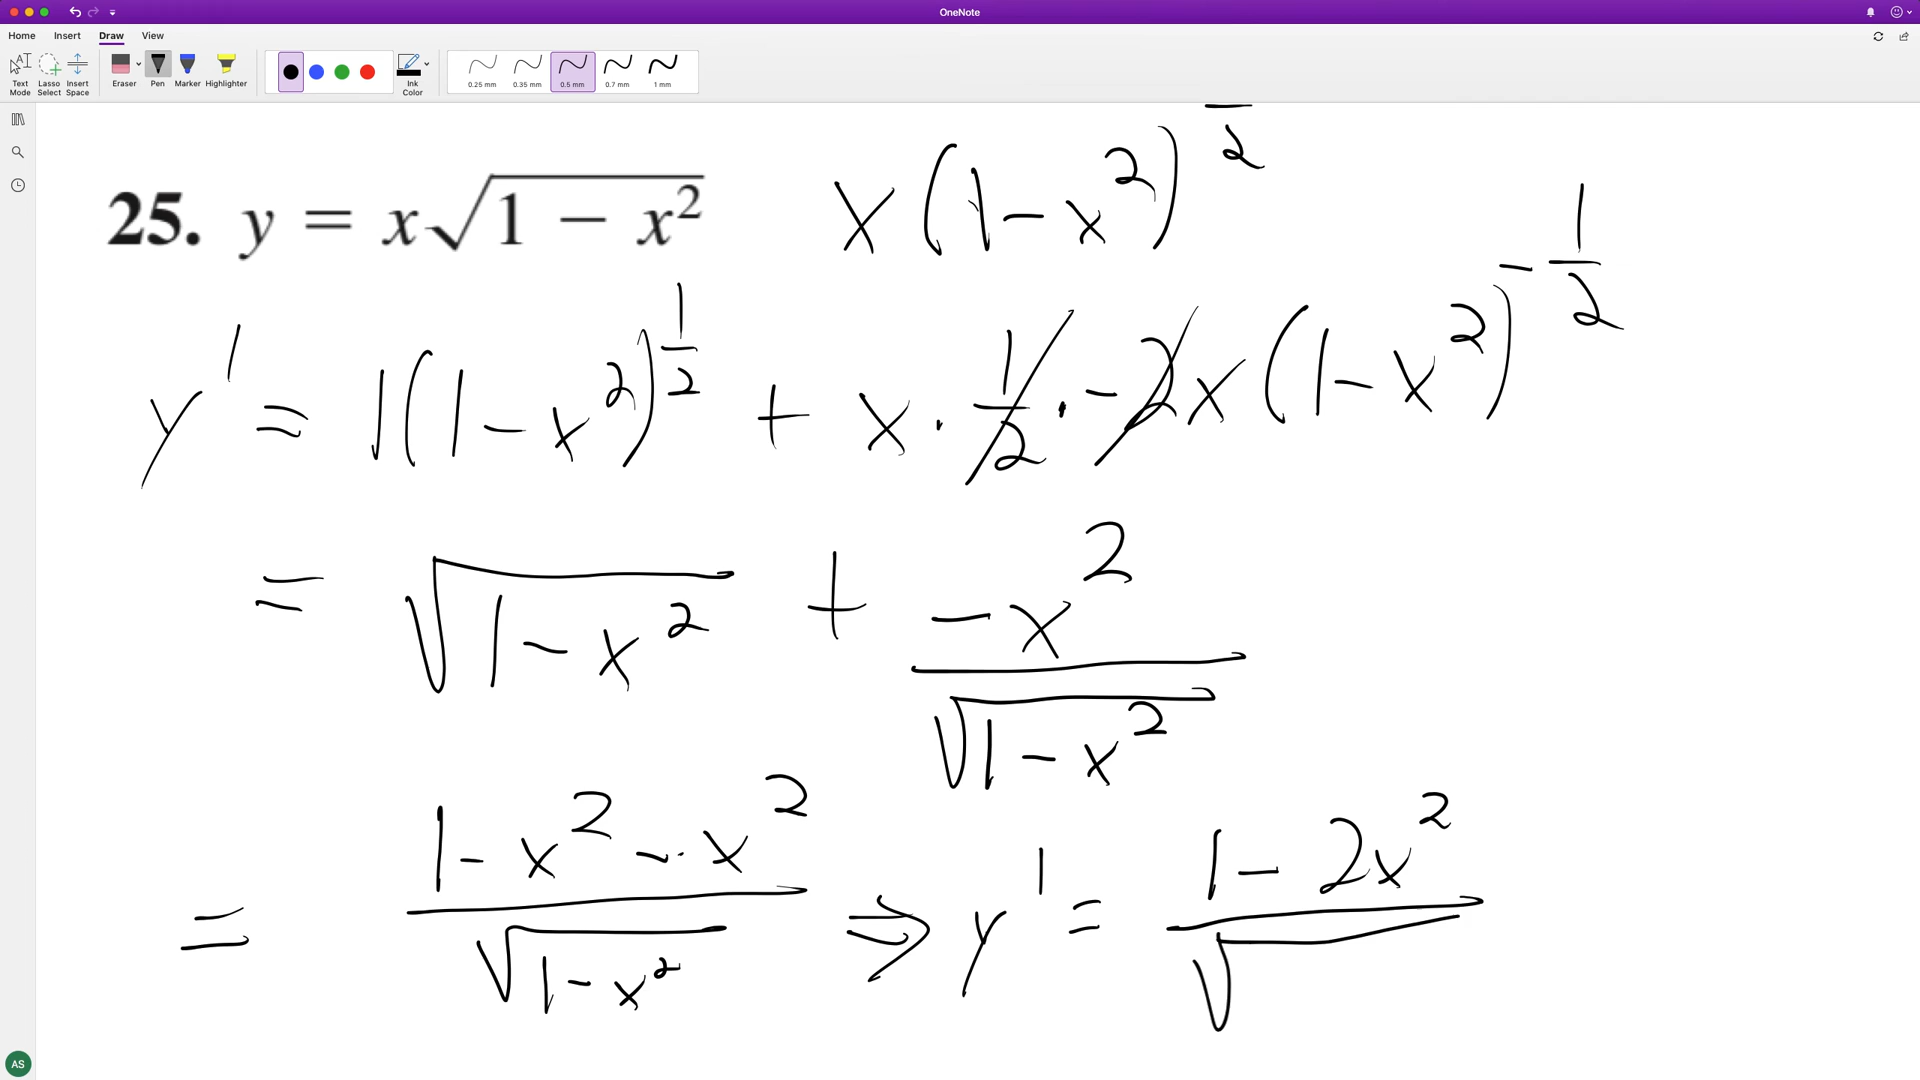 OneNote
Home Insert Draw View
Text Mode Lasso Select Insert Space Eraser Pen Marker Highlighter Ink Color 0.25 mm 0.35 mm 0.5 mm 0.7 mm 1 mm
25. y = x√(1 − x²) x(1 − x²)^(‾/2)
y' = 1(1 − x²)^(1/2) + x · 1/2 · −2x(1 − x²)^(−1/2)
= √(1 − x²) + −x²/√(1 − x²)
= (1 − x² − x²)/√(1 − x²) ⇒ y' = (1 − 2x²)/√
AS